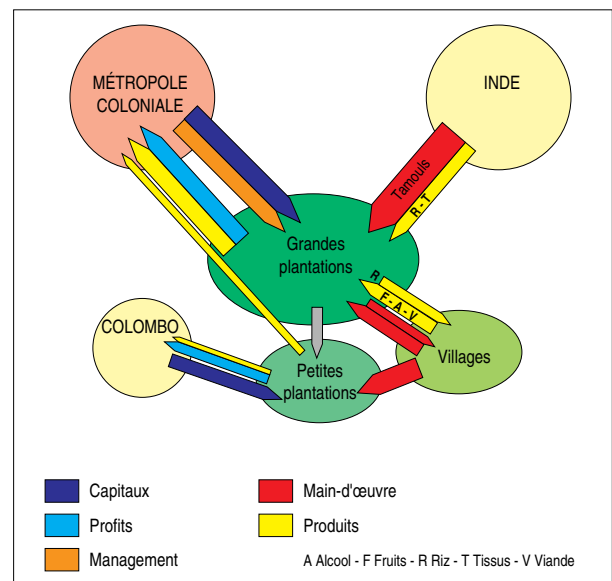 MÉTROPOLE
COLONIALE
INDE
Tamouls
R - T
Grandes
plantations
R
F - A - V
COLOMBO
Villages
Petites
plantations
Capitaux
Main-d'œuvre
Profits
Produits
Management
A Alcool - F Fruits - R Riz - T Tissus - V Viande